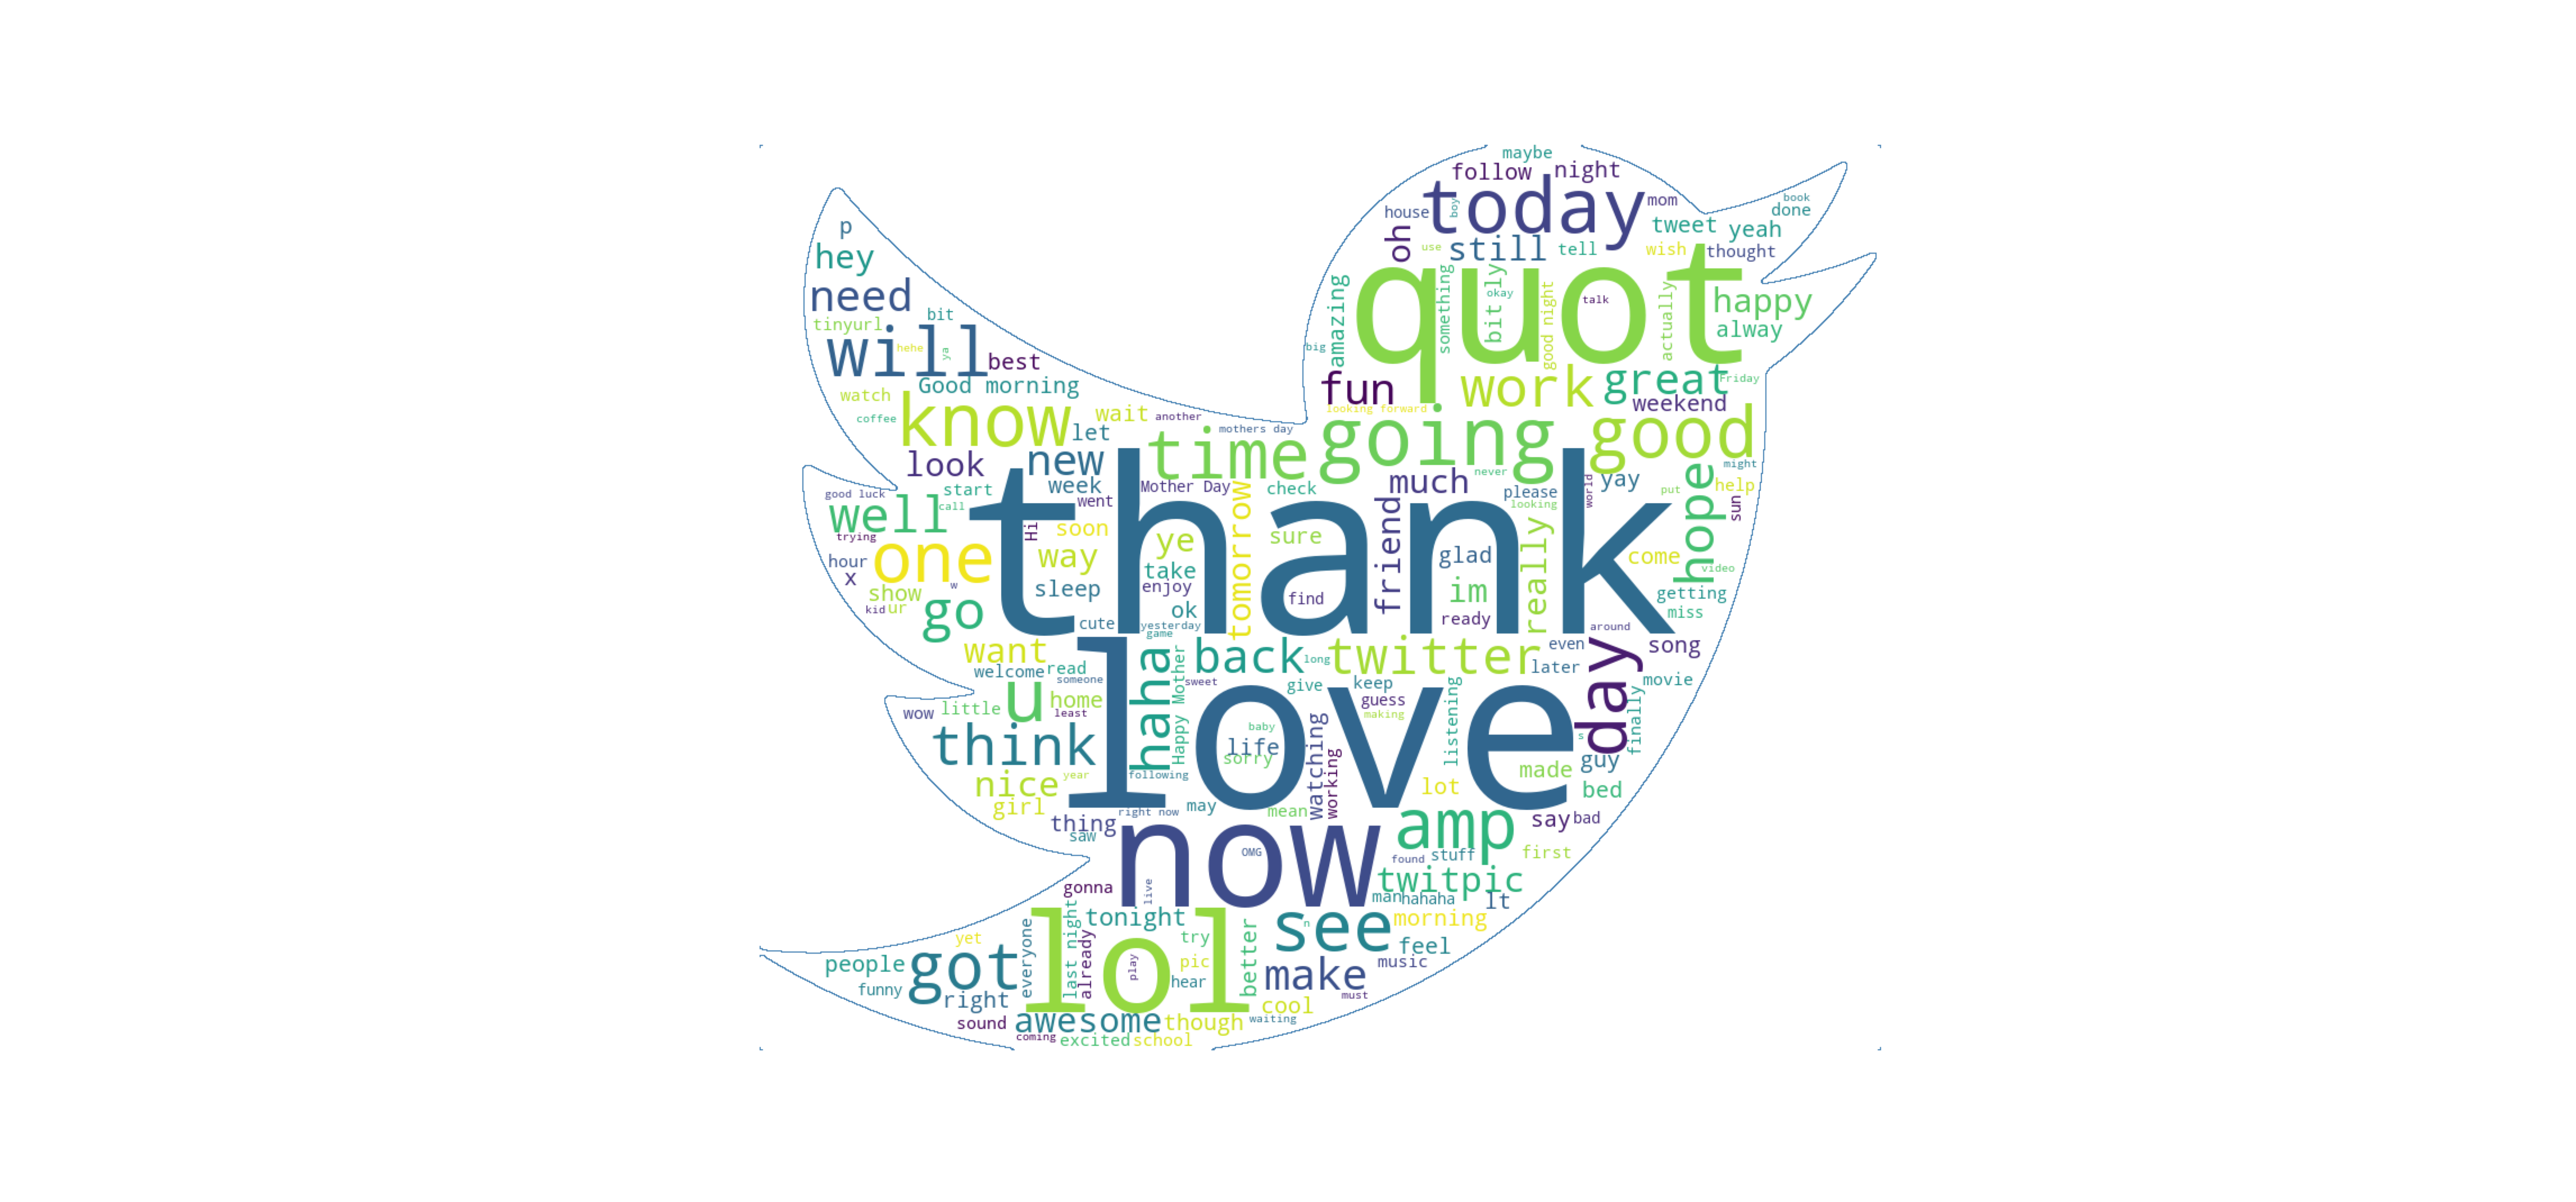 maybe
follow
night
today
house
boy
mom
book
done
oh
use
still
tell
tweet
yeah
wish
thought
p
hey
need
tinyurl
bit
will
hehe
ya
best
Good morning
watch
coffee
know
wait
another
let
look
new
quot
amazing
something
bit ly
okay
good night
talk
actually
happy
alway
big
fun
work
great
Friday
weekend
looking forward
mothers day
time
going
good
never
might
good luck
start
week
Mother Day
check
much
please
looking
world
yay
put
help
sun
hope
call
went
well
trying
Hi
soon
thank
tomorrow
ye
sure
friend
glad
really
come
video
one
way
hour
x
w
sleep
take
enjoy
find
im
getting
show
kid
ur
go
ok
ready
miss
cute
yesterday
game
around
want
welcome
read
someone
back
long
twitter
even
later
day
song
movie
haha
Happy Mother
sweet
give
keep
guess
making
listening
finally
wow
little
u
home
least
love
baby
life
sorry
watching
working
s
think
nice
year
girl
following
made
guy
lot
bed
right now
may
mean
thing
saw
now
OMG
live
amp
say
bad
found
stuff
first
twitpic
man
hahaha
lt
gonna
tonight
last night
already
everyone
lol
yet
try
pic
play
hear
better
see
n
morning
feel
people
got
funny
right
make
music
must
sound
awesome
though
cool
waiting
coming
excited
school